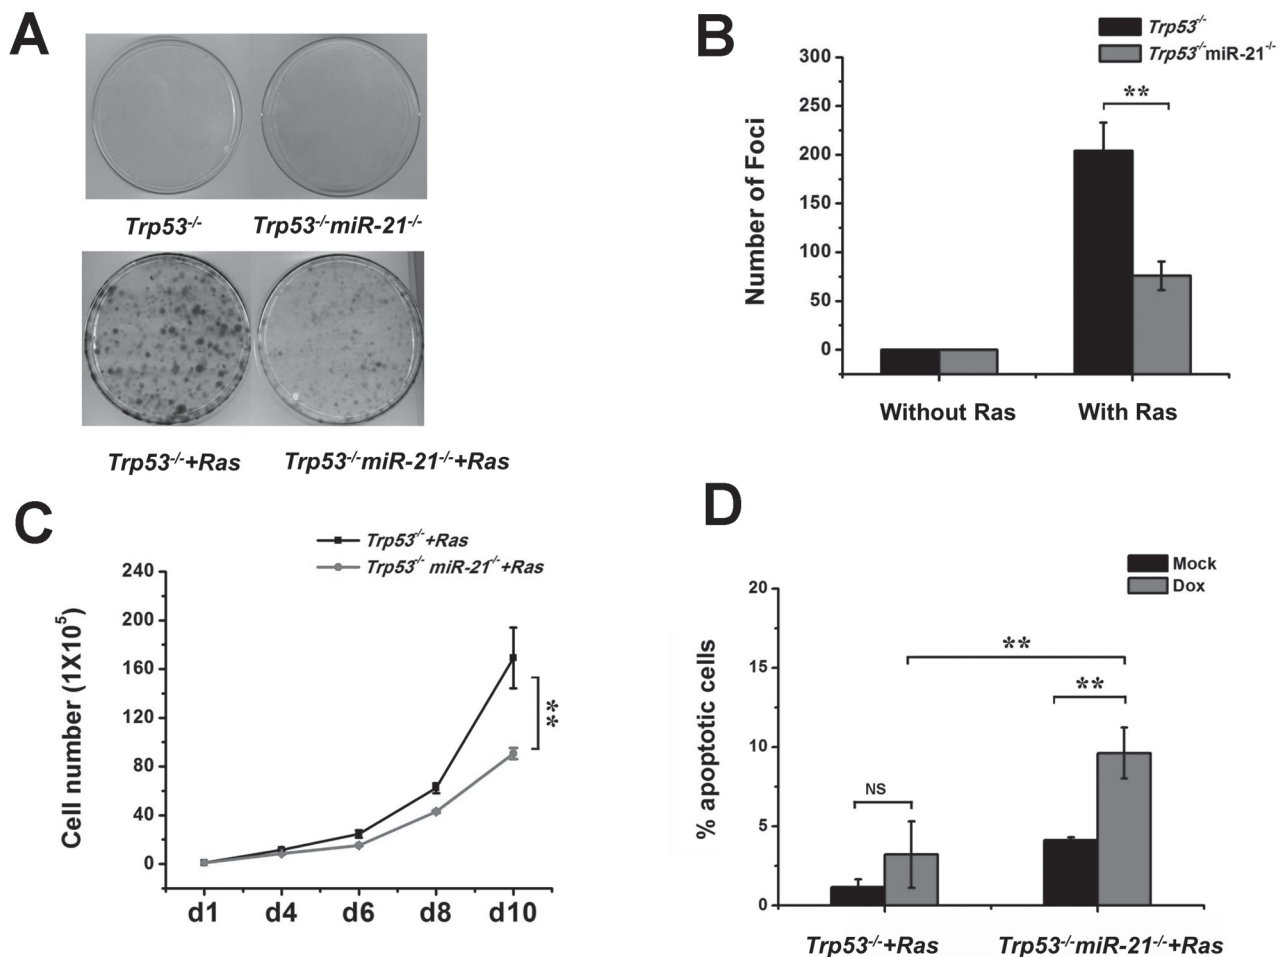 A
Trp53-/-
Trp53-/-miR-21-/-
Trp53-/-+Ras
Trp53-/-miR-21-/-+Ras
B
Trp53-/-
Trp53-/-miR-21-/-
**
Number of Foci
300
250
200
150
100
50
0
Without Ras
With Ras
C
Trp53-/-+Ras
Trp53-/- miR-21-/-+Ras
Cell number (1X105)
240
200
160
120
80
40
0
**
d1 d4 d6 d8 d10
D
Mock
Dox
% apoptotic cells
20
15
10
5
0
NS
**
**
Trp53-/-+Ras
Trp53-/-miR-21-/-+Ras